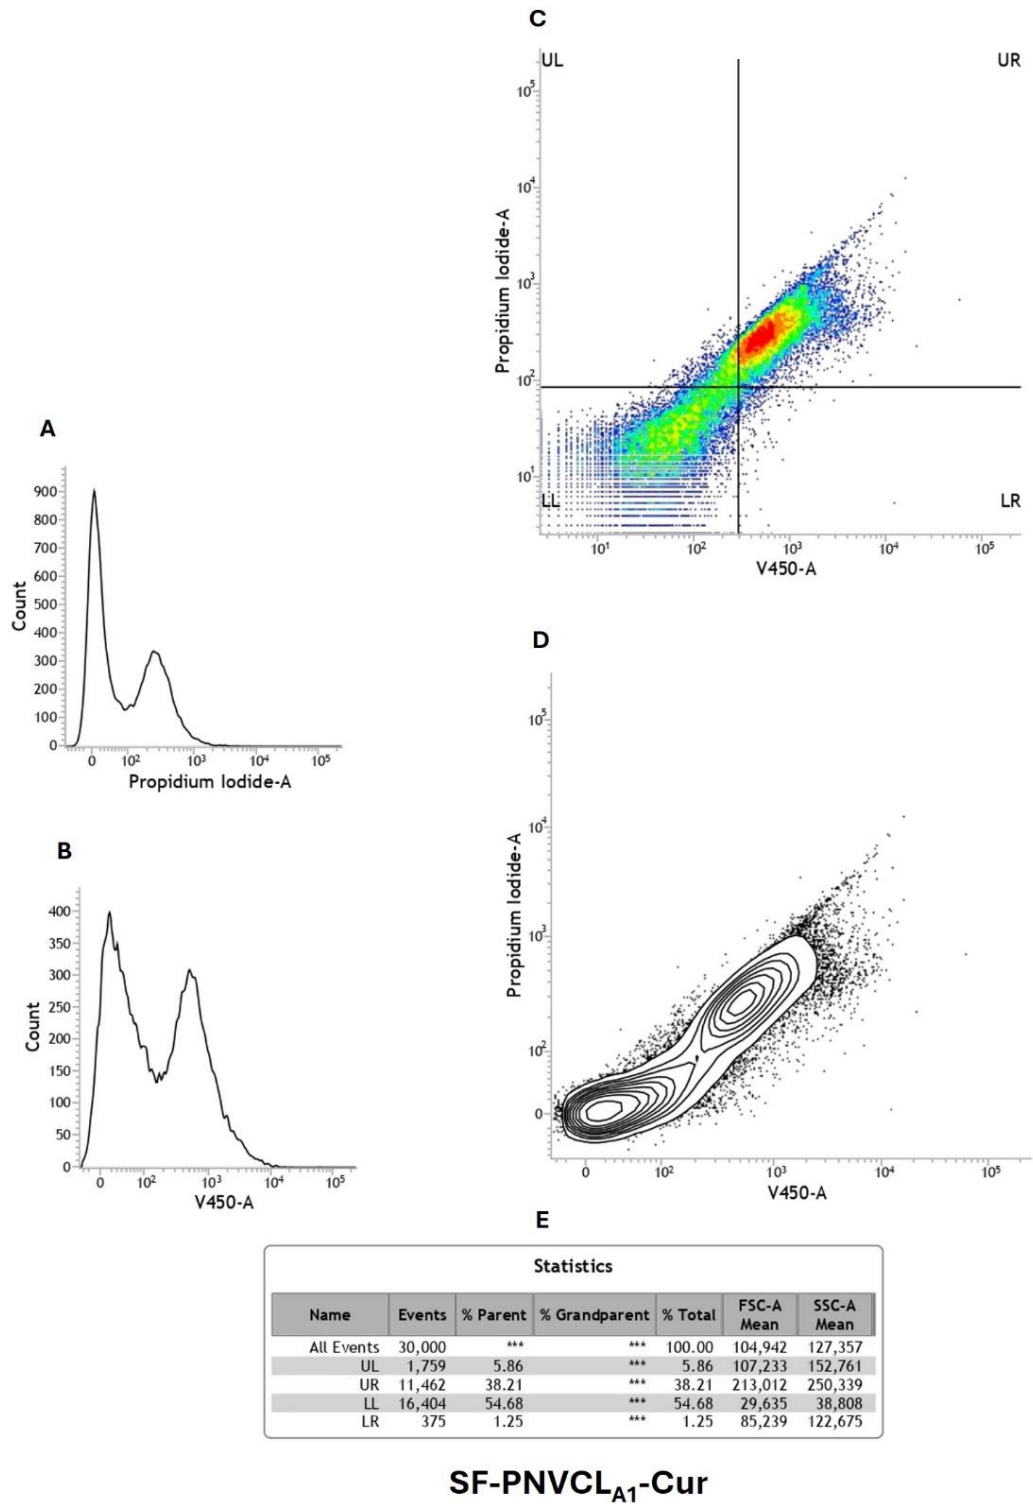 C
UL
UR
10^5
10^4
10^3
10^2
10^1
LL
LR
10^1 10^2 10^3 10^4 10^5
Propidium Iodide-A
V450-A
A
900
800
700
600
500
400
300
200
100
0
Count
0 10^2 10^3 10^4 10^5
Propidium Iodide-A
D
10^5
10^4
10^3
10^2
0
Propidium Iodide-A
0 10^2 10^3 10^4 10^5
V450-A
B
400
350
300
250
200
150
100
50
0
Count
0 10^2 10^3 10^4 10^5
V450-A
E
Statistics
Name Events % Parent % Grandparent % Total FSC-A Mean SSC-A Mean
All Events 30,000 *** *** 100.00 104,942 127,357
UL 1,759 5.86 *** 5.86 107,233 152,761
UR 11,462 38.21 *** 38.21 213,012 250,339
LL 16,404 54.68 *** 54.68 29,635 38,808
LR 375 1.25 *** 1.25 85,239 122,675
SF-PNVCL_A1-Cur